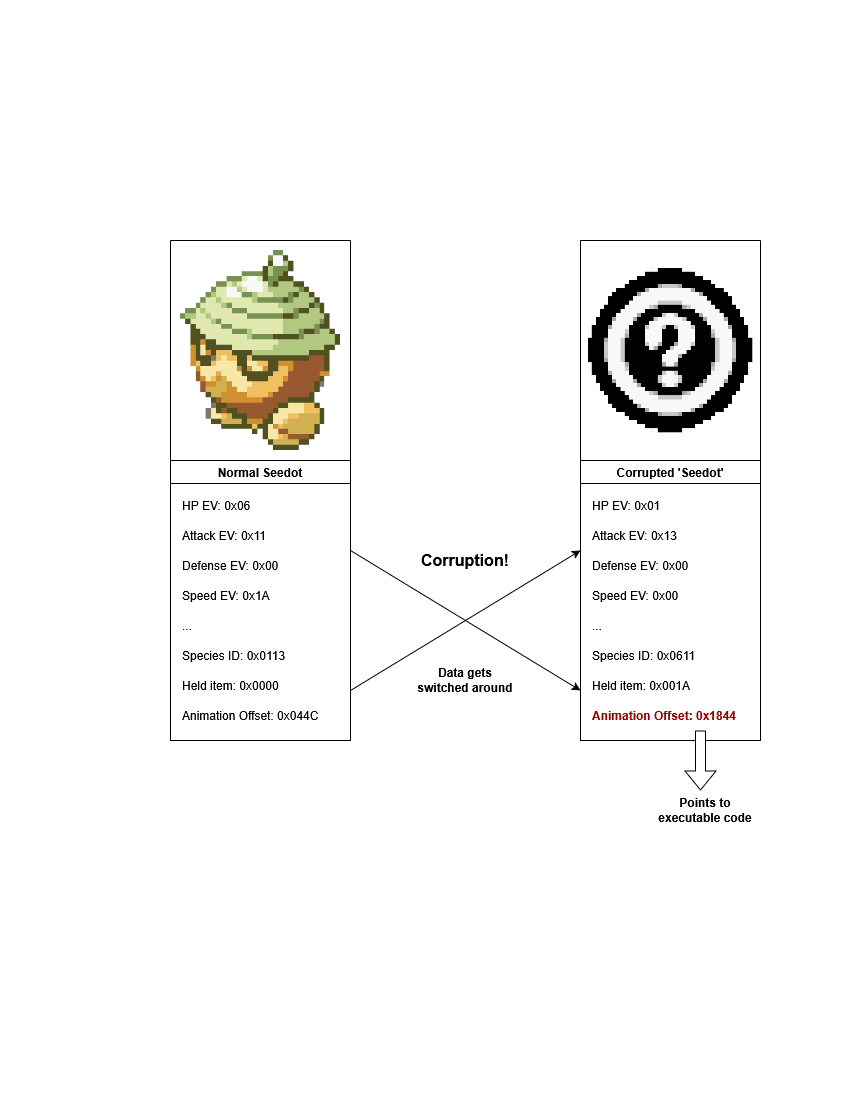 Normal Seedot
HP EV: 0x06
Attack EV: 0x11
Defense EV: 0x00
Speed EV: 0x1A
...
Species ID: 0x0113
Held item: 0x0000
Animation Offset: 0x044C
Corruption!
Data gets
switched around
?
Corrupted 'Seedot'
HP EV: 0x01
Attack EV: 0x13
Defense EV: 0x00
Speed EV: 0x00
...
Species ID: 0x0611
Held item: 0x001A
Animation Offset: 0x1844
Points to
executable code